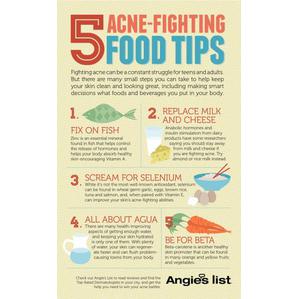 5 ACNE-FIGHTING
FOOD TIPS
Fighting acne can be a constant struggle for teens and adults.
But there are many small steps you can take to help keep
your skin clean and looking great, including making smart
decisions what foods and beverages you put in your body.
1.
FIX ON FISH
Zinc is an essential mineral
found in fish that helps control
the release of hormones and
helps your body absorb healthy
skin-encouraging Vitamin A.
2.
REPLACE MILK
AND CHEESE
Anabolic hormones and
insulin stimulation from dairy
products have some researchers
saying you should stay away
from milk and cheese if
you are fighting acne. Try
almond or rice milk instead.
3. SCREAM FOR SELENIUM
While it's not the most well-known antioxidant, selenium
can be found in wheat germ, garlic, eggs, brown rice,
tuna and salmon, and, when paired with Vitamin E,
can improve your skin's acne-fighting abilities.
4. ALL ABOUT AGUA
There are many health improving
aspects of getting enough water,
and keeping your skin hydrated
is only one of them. With plenty
of water, your skin can regenerate
faster and can flush problem-
causing toxins from your body.
5.
BE FOR BETA
Beta-carotene is another healthy
skin promoter that can be found
in many orange and yellow fruits
and vegetables.
Check out Angie's List to read reviews and find the
Top Rated Dermatologists in your city, and get the
help you need to win your acne battles.
Angie's list